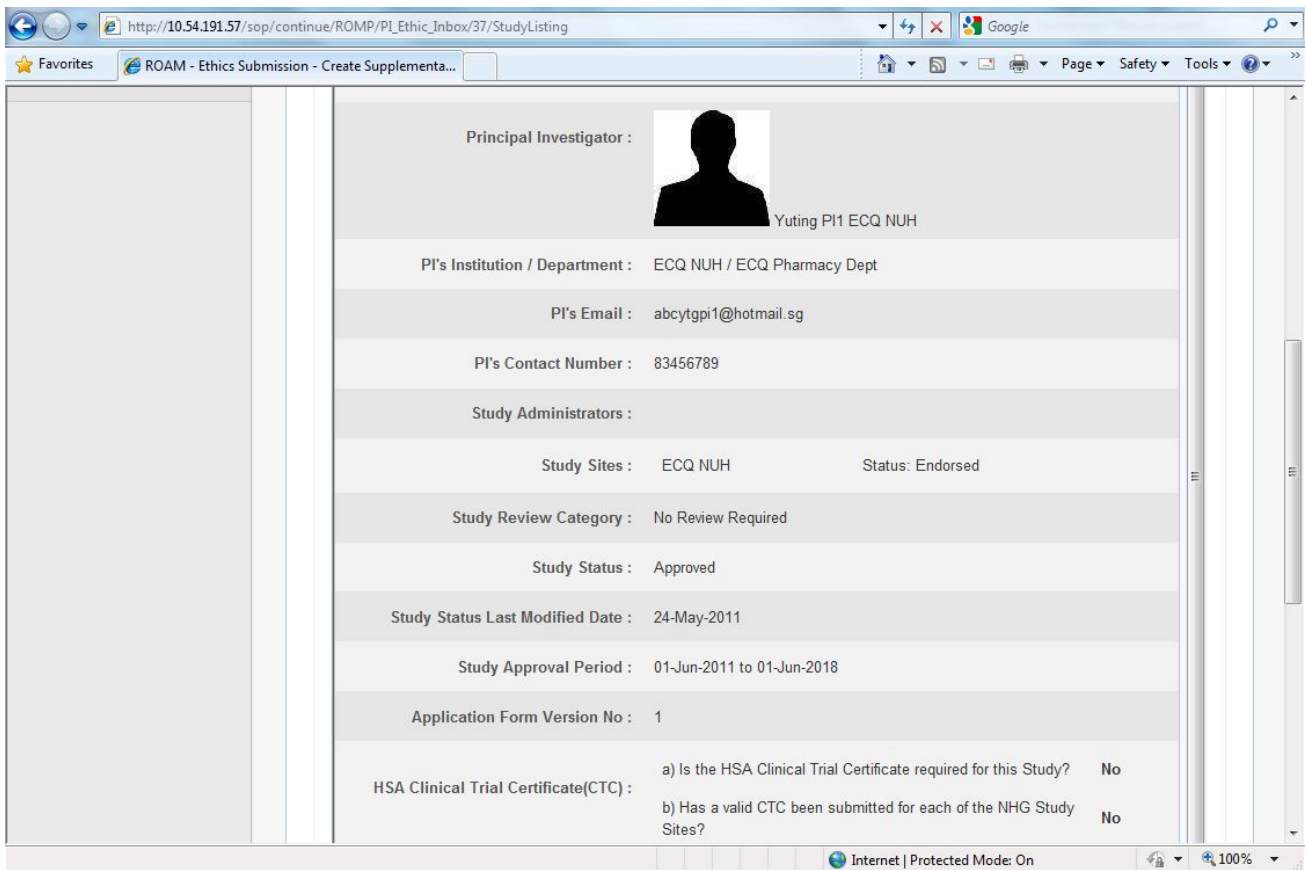 http://10.54.191.57/sop/continue/ROMP/PI_Ethic_Inbox/37/StudyListing
Google
Favorites
ROAM - Ethics Submission - Create Supplementa...
Page
Safety
Tools
Principal Investigator :
Yuting PI1 ECQ NUH
PI's Institution / Department : ECQ NUH / ECQ Pharmacy Dept
PI's Email : abcytgpi1@hotmail.sg
PI's Contact Number : 83456789
Study Administrators :
Study Sites : ECQ NUH Status: Endorsed
Study Review Category : No Review Required
Study Status : Approved
Study Status Last Modified Date : 24-May-2011
Study Approval Period : 01-Jun-2011 to 01-Jun-2018
Application Form Version No : 1
HSA Clinical Trial Certificate(CTC) :
a) Is the HSA Clinical Trial Certificate required for this Study? No
b) Has a valid CTC been submitted for each of the NHG Study
Sites? No
Internet | Protected Mode: On
100%